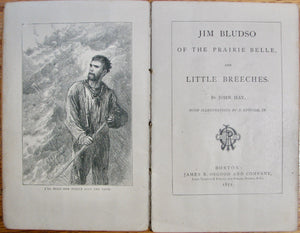 JIM BLUDSO
OF THE PRAIRIE BELLE,
AND
LITTLE BREECHES.
BY JOHN HAY.
WITH ILLUSTRATIONS BY S. EYTINGE, JR
BOSTON:
JAMES R. OSGOOD AND COMPANY,
1871.